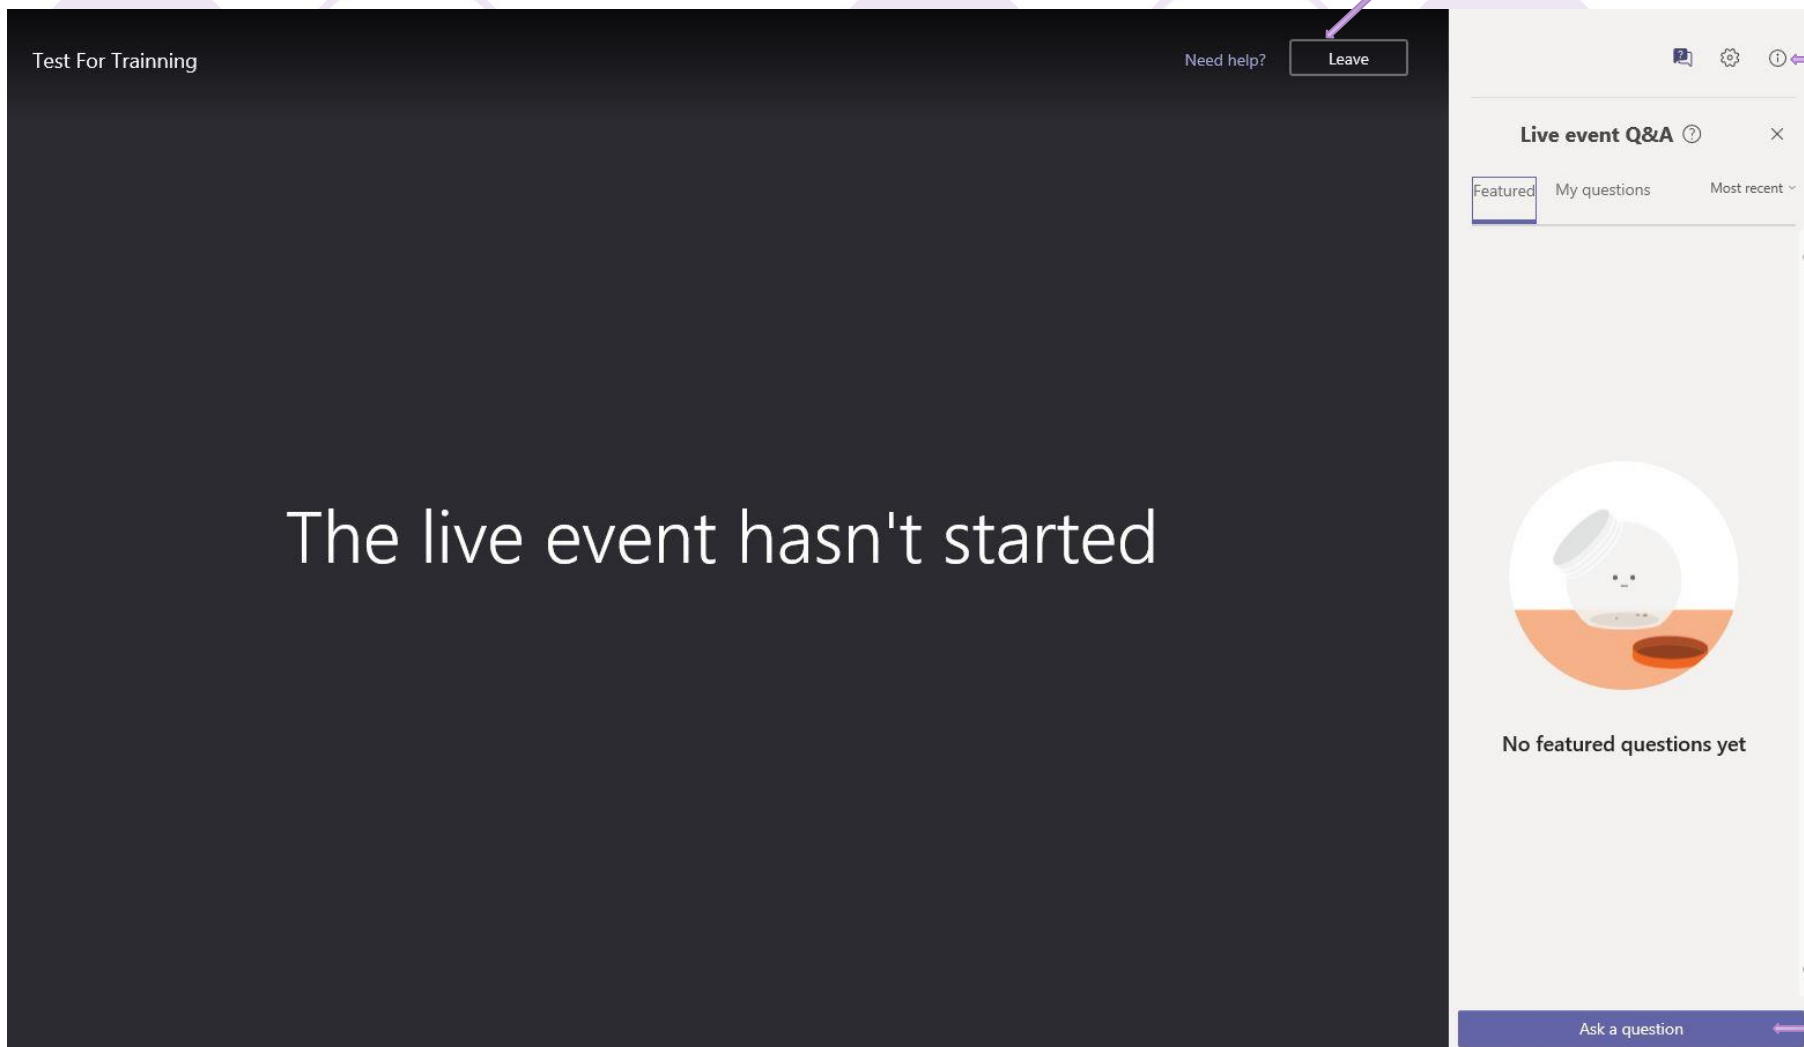 Test For Trainning
Need help?
Leave
Live event Q&A
Featured
My questions
Most recent
The live event hasn't started
No featured questions yet
Ask a question